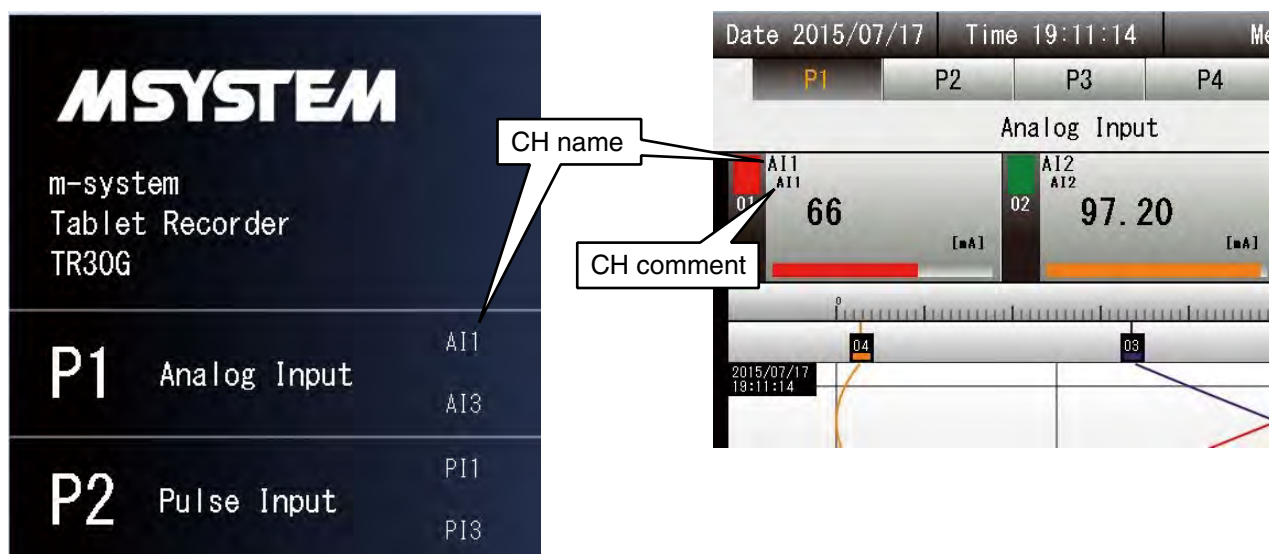 MSYSTEM
m-system
Tablet Recorder
TR30G
P1 Analog Input AI1
AI3
P2 Pulse Input PI1
PI3
CH name
CH comment
Date 2015/07/17 Time 19:11:14
P1 P2 P3 P4
Analog Input
AI1
AI1
01 66
[mA]
AI2
AI2
02 97.20
[mA]
0
04 03
2015/07/17
19:11:14